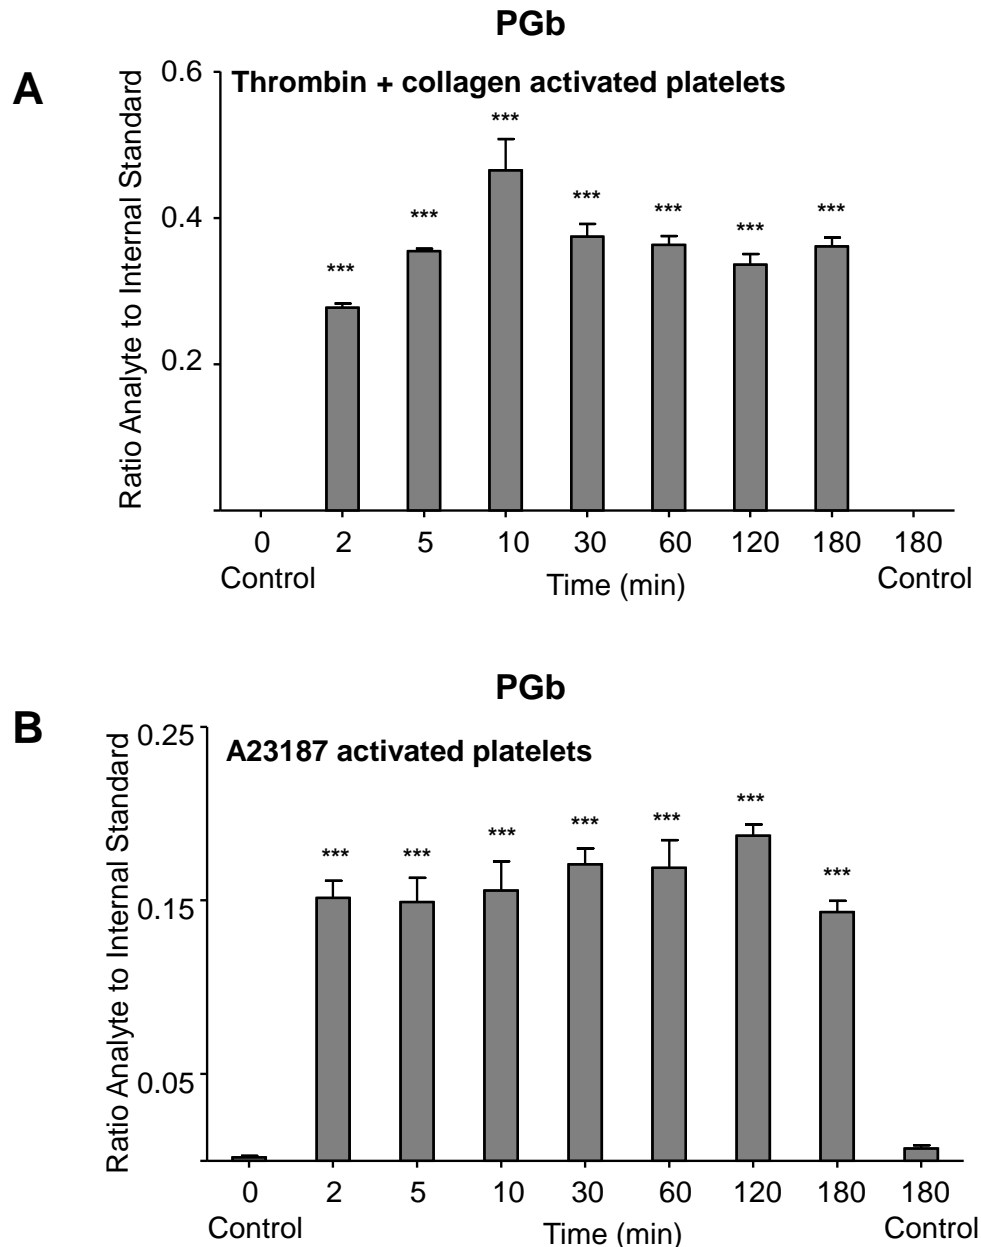 PGb
A
Thrombin + collagen activated platelets
Ratio Analyte to Internal Standard
0.6
0.4
0.2
*** *** *** *** *** *** ***
0 2 5 10 30 60 120 180 180
Control Time (min) Control
PGb
B
A23187 activated platelets
Ratio Analyte to Internal Standard
0.25
0.15
0.05
*** *** *** *** *** *** ***
0 2 5 10 30 60 120 180 180
Control Time (min) Control